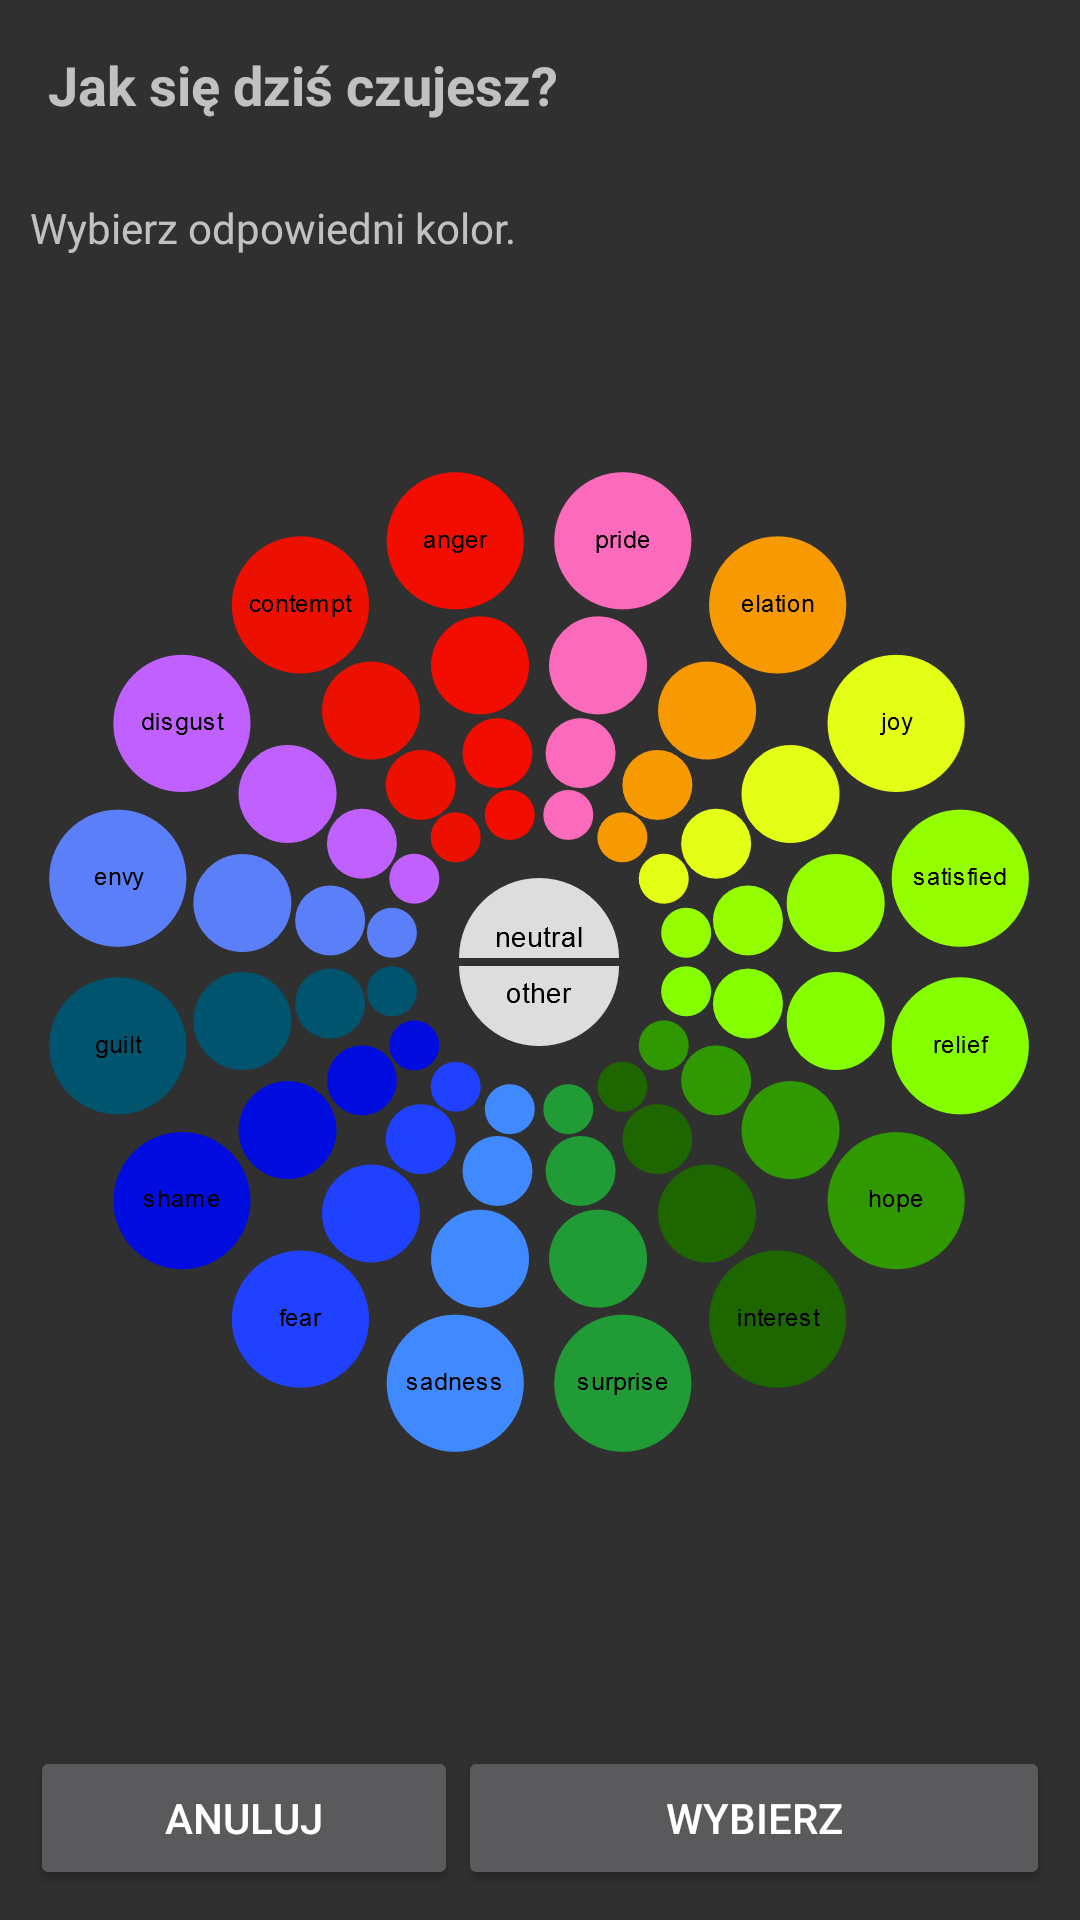 Jak się dziś czujesz?
Wybierz odpowiedni kolor.
anger
pride
contempt
elation
disgust
joy
envy
satisfied
neutral
other
guilt
relief
shame
hope
fear
interest
sadness
surprise
ANULUJ
WYBIERZ